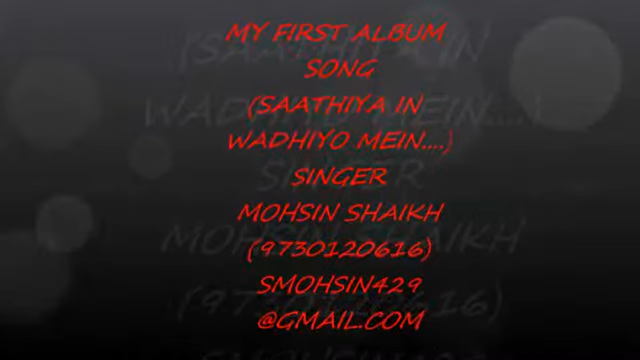 MY FIRST ALBUM
SONG
(SAATHIYA IN
WADHIYO MEIN....)
SINGER
MOHSIN SHAIKH
(9730120616)
SMOHSIN429
@GMAIL.COM